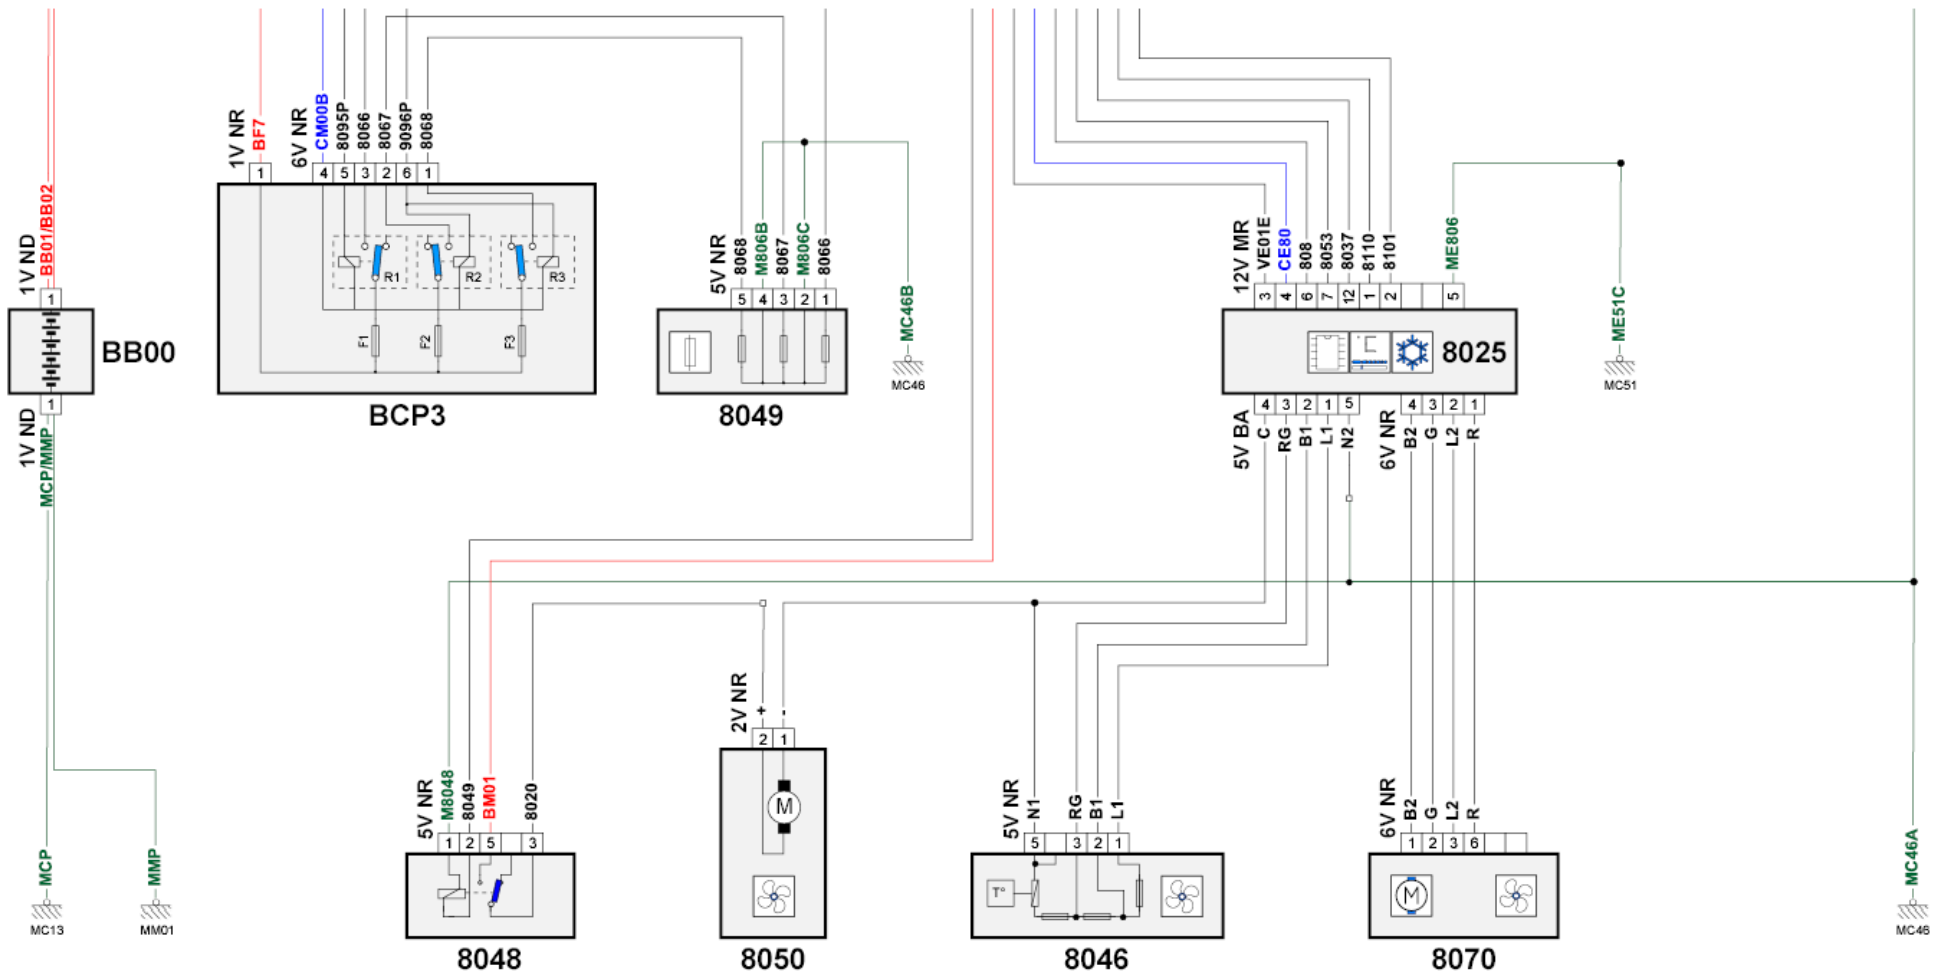 1V NR
BF7
6V NR
CM00B
8095P
8066
8067
9096P
8068
1
4 5 3 2 6 1
R1 R2 R3
F1 F2 F3
BCP3
1V ND
BB01/BB02
1
BB00
1
1V ND
MCP/MMP
MCP
MC13
MMP
MM01
5V NR
8068
M806B
8067
M806C
8066
5 4 3 2 1
8049
MC46B
MC46
12V MR
VE01E
CE80
808
8053
8037
8110
8101
ME806
3 4 6 7 12 1 2 5
8025
ME51C
MC51
4 3 2 1 5
5V BA
C
RG
B1
L1
N2
4 3 2 1
6V NR
B2
G
L2
R
5V NR
M8048
8049
BM01
8020
1 2 5 3
8048
2V NR
+
-
2 1
M
8050
5V NR
N1
RG
B1
L1
5 3 2 1
T°
8046
6V NR
B2
G
L2
R
1 2 3 6
M
8070
MC46A
MC46